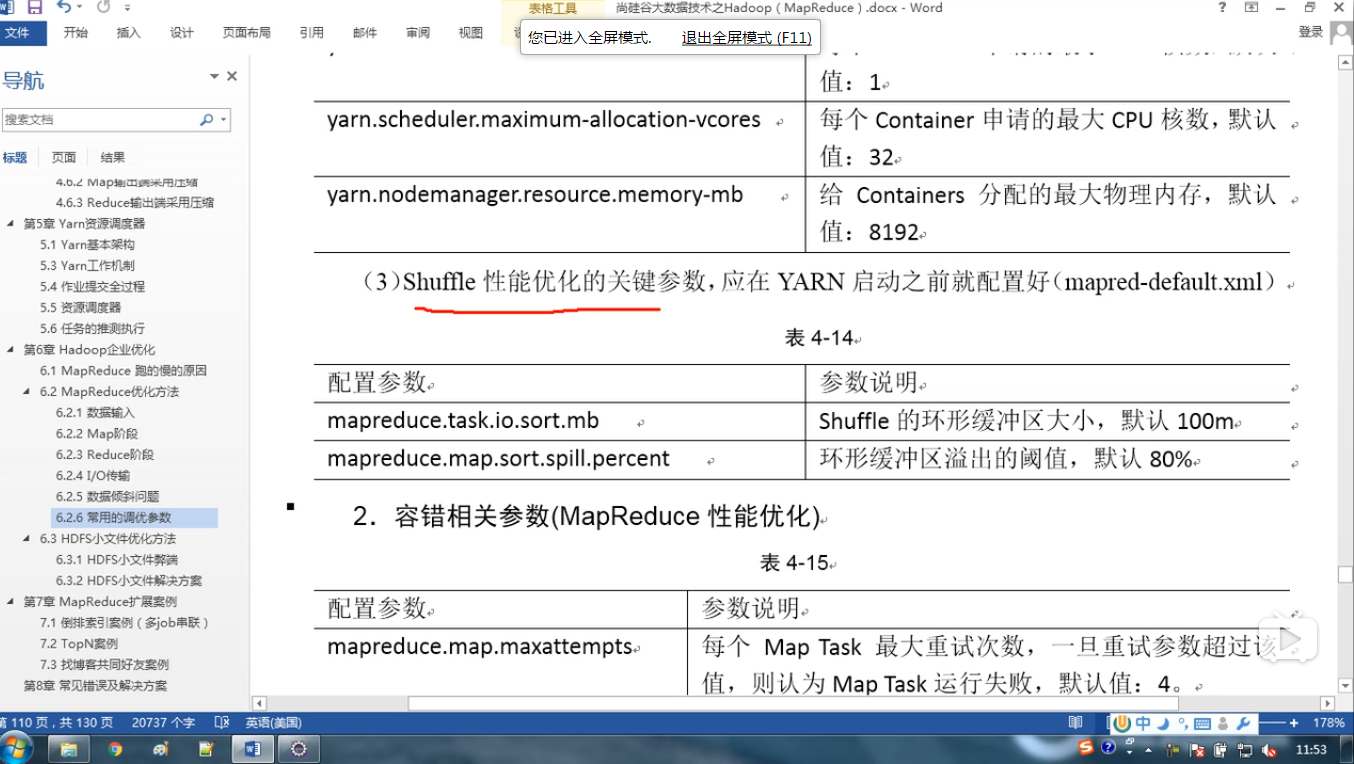 表格工具
尚硅谷大数据技术之Hadoop（MapReduce）.docx - Word
文件 开始 插入 设计 页面布局 引用 邮件 审阅 视图
登录
您已进入全屏模式. 退出全屏模式 (F11)
导航
搜索文档
标题 页面 结果
4.6.2 Map输出端采用压缩
4.6.3 Reduce输出端采用压缩
第5章 Yarn资源调度器
5.1 Yarn基本架构
5.3 Yarn工作机制
5.4 作业提交全过程
5.5 资源调度器
5.6 任务的推测执行
第6章 Hadoop企业优化
6.1 MapReduce 跑的慢的原因
6.2 MapReduce优化方法
6.2.1 数据输入
6.2.2 Map阶段
6.2.3 Reduce阶段
6.2.4 I/O传输
6.2.5 数据倾斜问题
6.2.6 常用的调优参数
6.3 HDFS小文件优化方法
6.3.1 HDFS小文件弊端
6.3.2 HDFS小文件解决方案
第7章 MapReduce扩展案例
7.1 倒排索引案例（多job串联）
7.2 TopN案例
7.3 找博客共同好友案例
第8章 常见错误及解决方案
值：1
yarn.scheduler.maximum-allocation-vcores
每个 Container 申请的最大 CPU 核数，默认
值：32
yarn.nodemanager.resource.memory-mb
给 Containers 分配的最大物理内存，默认
值：8192
（3）Shuffle 性能优化的关键参数，应在 YARN 启动之前就配置好（mapred-default.xml）
表 4-14
配置参数 参数说明
mapreduce.task.io.sort.mb Shuffle 的环形缓冲区大小，默认 100m
mapreduce.map.sort.spill.percent 环形缓冲区溢出的阈值，默认 80%
2．容错相关参数(MapReduce 性能优化)
表 4-15
配置参数 参数说明
mapreduce.map.maxattempts 每个 Map Task 最大重试次数，一旦重试参数超过该
值，则认为 Map Task 运行失败，默认值：4。
第 110 页，共 130 页 20737 个字 英语(美国)
中
178%
11:53